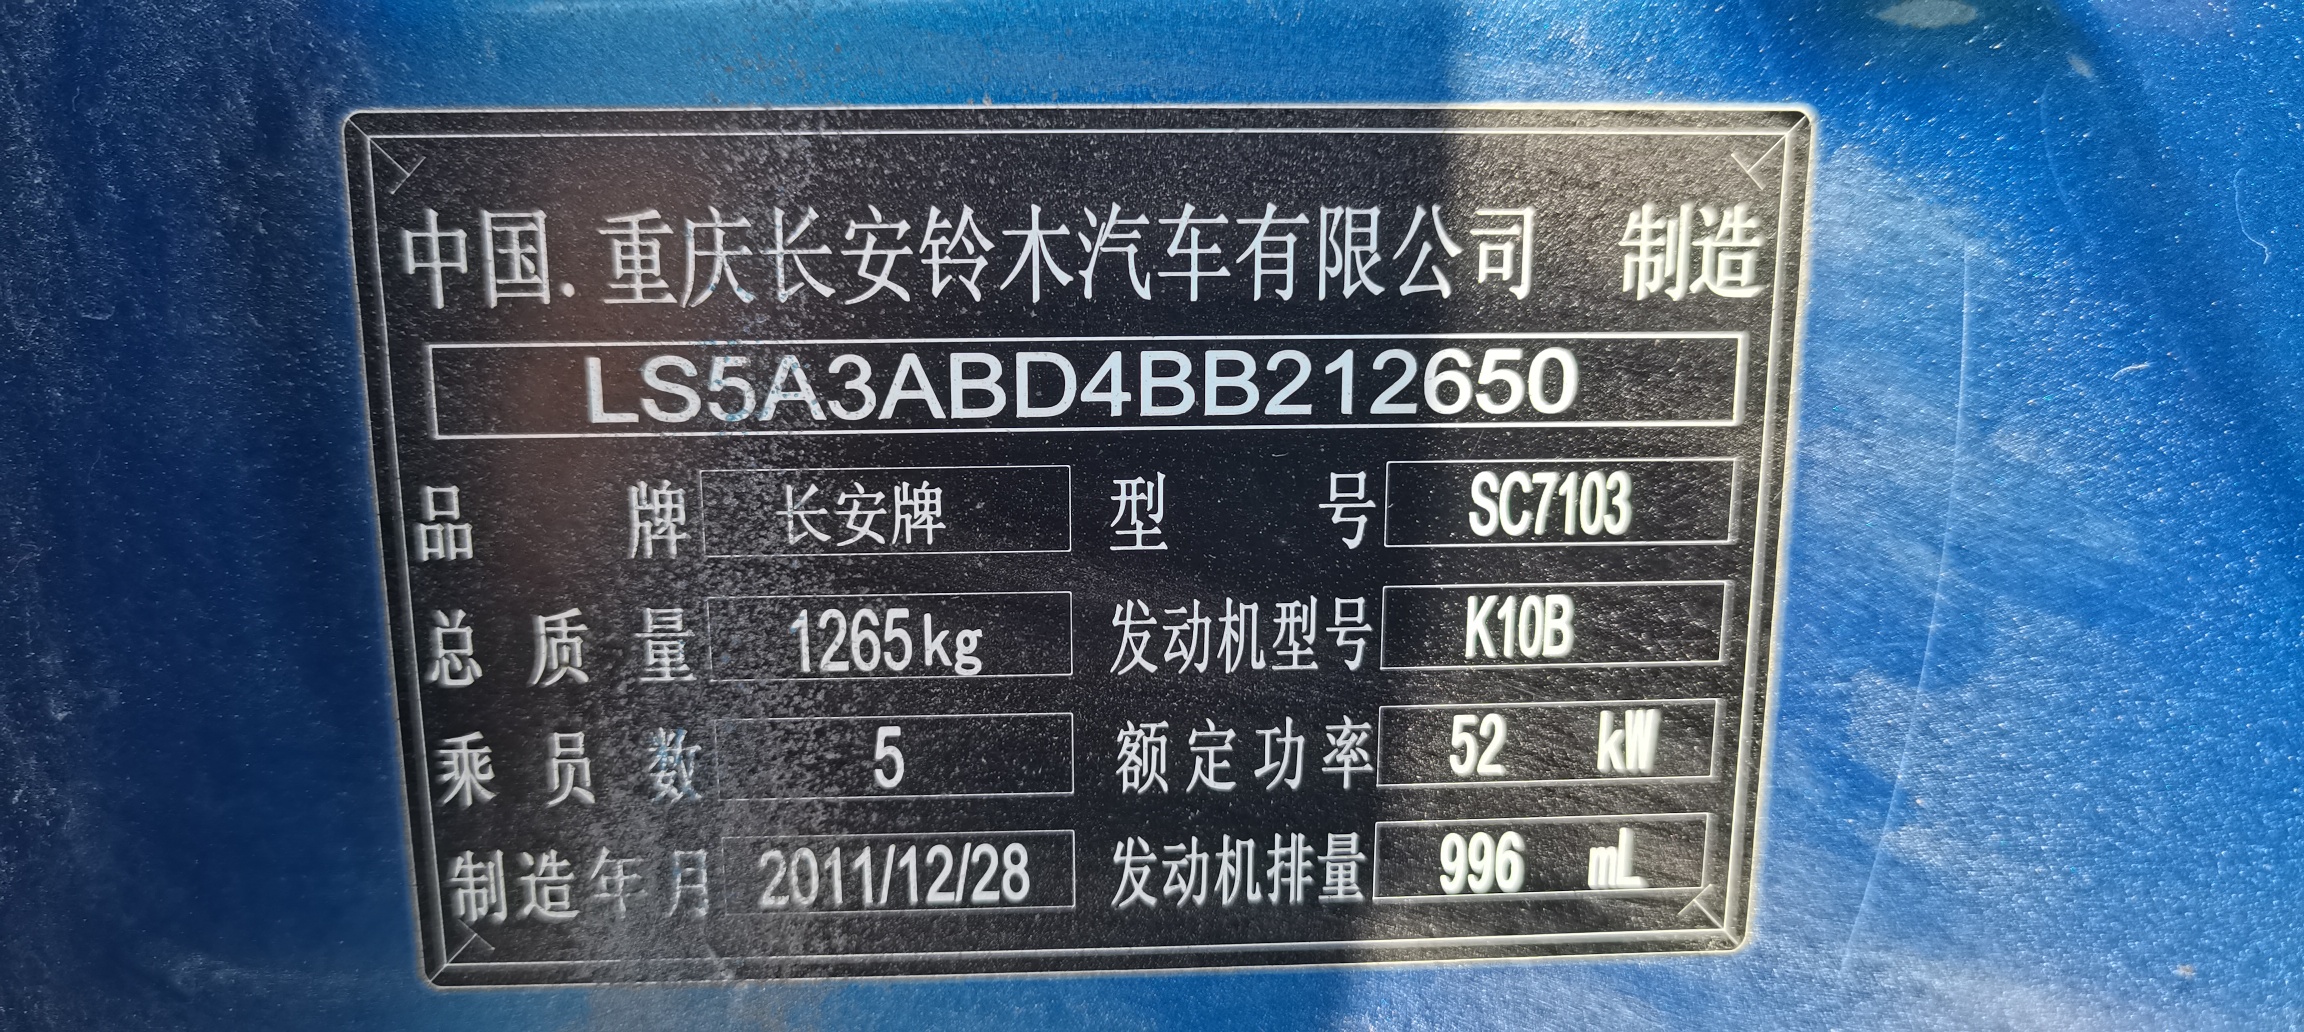 中国.重庆长安铃木汽车有限公司 制造
LS5A3ABD4BB212650
品牌 长安牌 型号 SC7103
总质量 1265kg 发动机型号 K10B
乘员数 5 额定功率 52 kW
制造年月 2011/12/28 发动机排量 996 mL